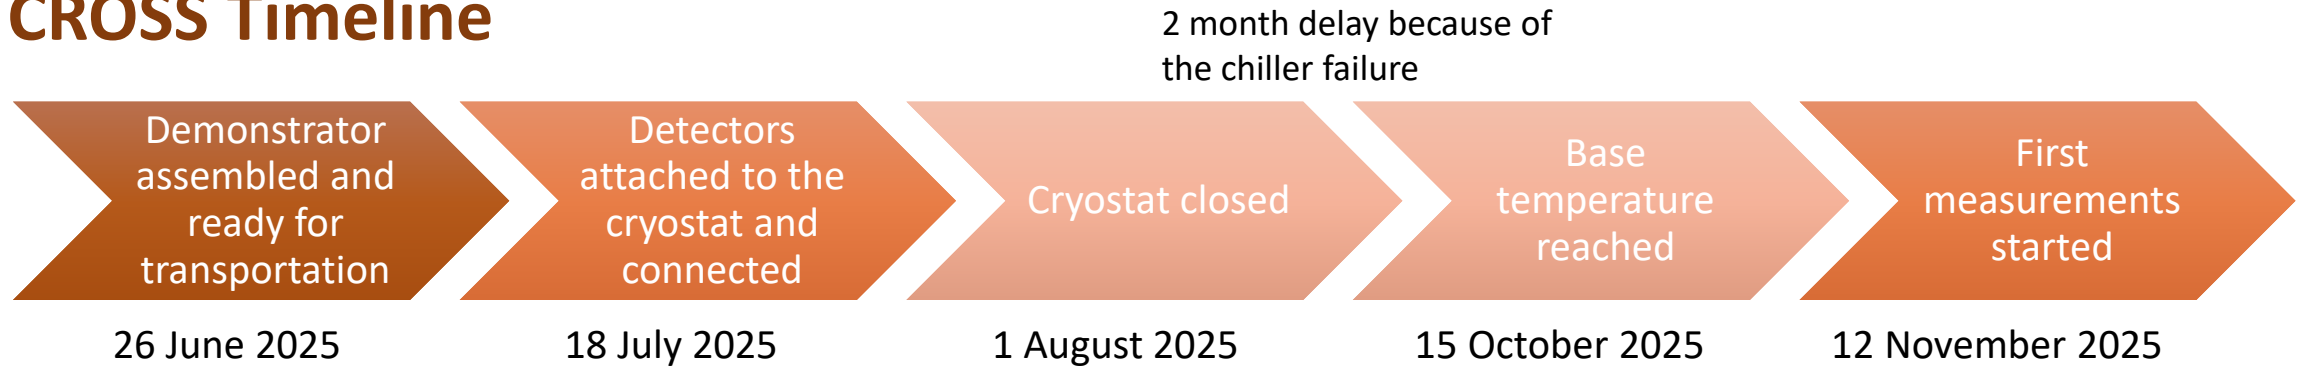 CROSS Timeline
2 month delay because of
the chiller failure
Demonstrator
assembled and
ready for
transportation
Detectors
attached to the
cryostat and
connected
Cryostat closed
Base
temperature
reached
First
measurements
started
26 June 2025
18 July 2025
1 August 2025
15 October 2025
12 November 2025